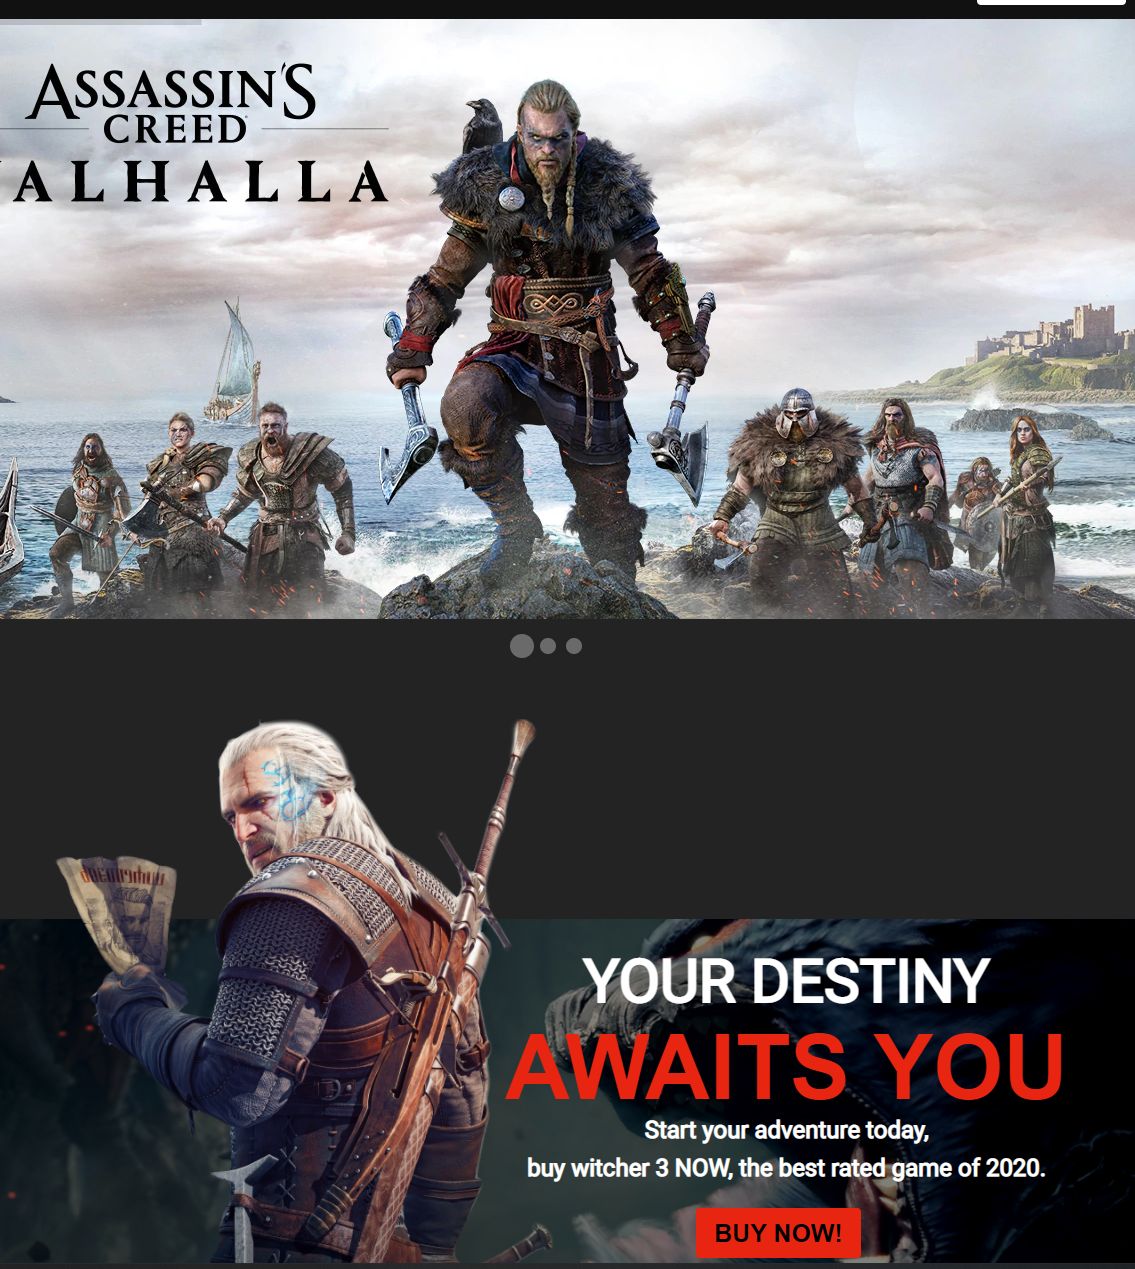 ASSASSIN'S
CREED
ALHALLA
YOUR DESTINY
AWAITS YOU
Start your adventure today,
buy witcher 3 NOW, the best rated game of 2020.
BUY NOW!